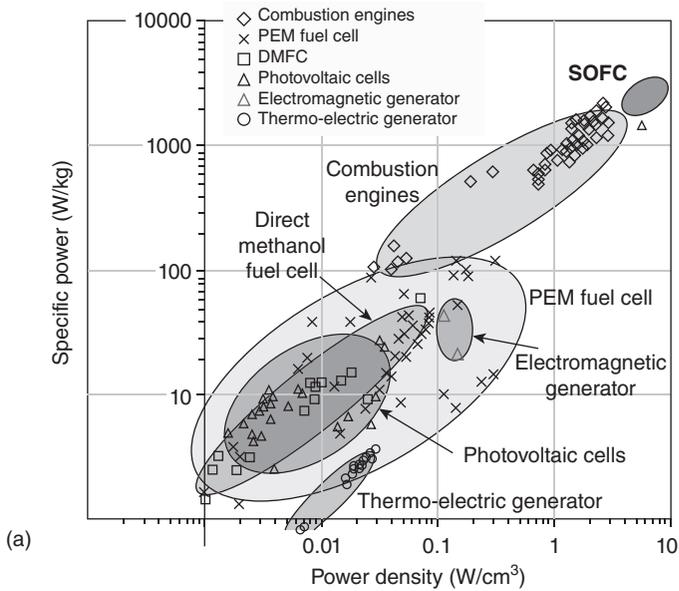 10000
1000
100
10
Specific power (W/kg)
Combustion engines
PEM fuel cell
DMFC
Photovoltaic cells
Electromagnetic generator
Thermo-electric generator
SOFC
Combustion
engines
Direct
methanol
fuel cell
PEM fuel cell
Electromagnetic
generator
Photovoltaic cells
Thermo-electric generator
(a)
0.01
0.1
1
10
Power density (W/cm³)